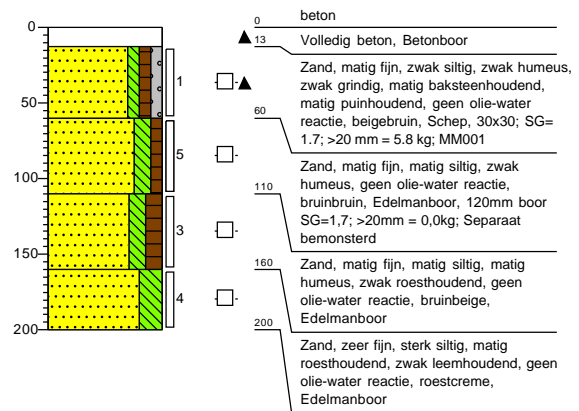 0
50
100
150
200
1
5
3
4
0
beton
13
Volledig beton, Betonboor
Zand, matig fijn, zwak siltig, zwak humeus,
zwak grindig, matig baksteenhoudend,
matig puinhoudend, geen olie-water
reactie, beigebruin, Schep, 30x30; SG=
1.7; >20 mm = 5.8 kg; MM001
60
Zand, matig fijn, matig siltig, zwak
humeus, geen olie-water reactie,
bruinbruin, Edelmanboor, 120mm boor
SG=1,7; >20mm = 0,0kg; Separaat
bemonsterd
110
Zand, matig fijn, matig siltig, matig
humeus, zwak roesthoudend, geen
olie-water reactie, bruinbeige,
Edelmanboor
160
Zand, zeer fijn, sterk siltig, matig
roesthoudend, zwak leemhoudend, geen
olie-water reactie, roestcreme,
Edelmanboor
200